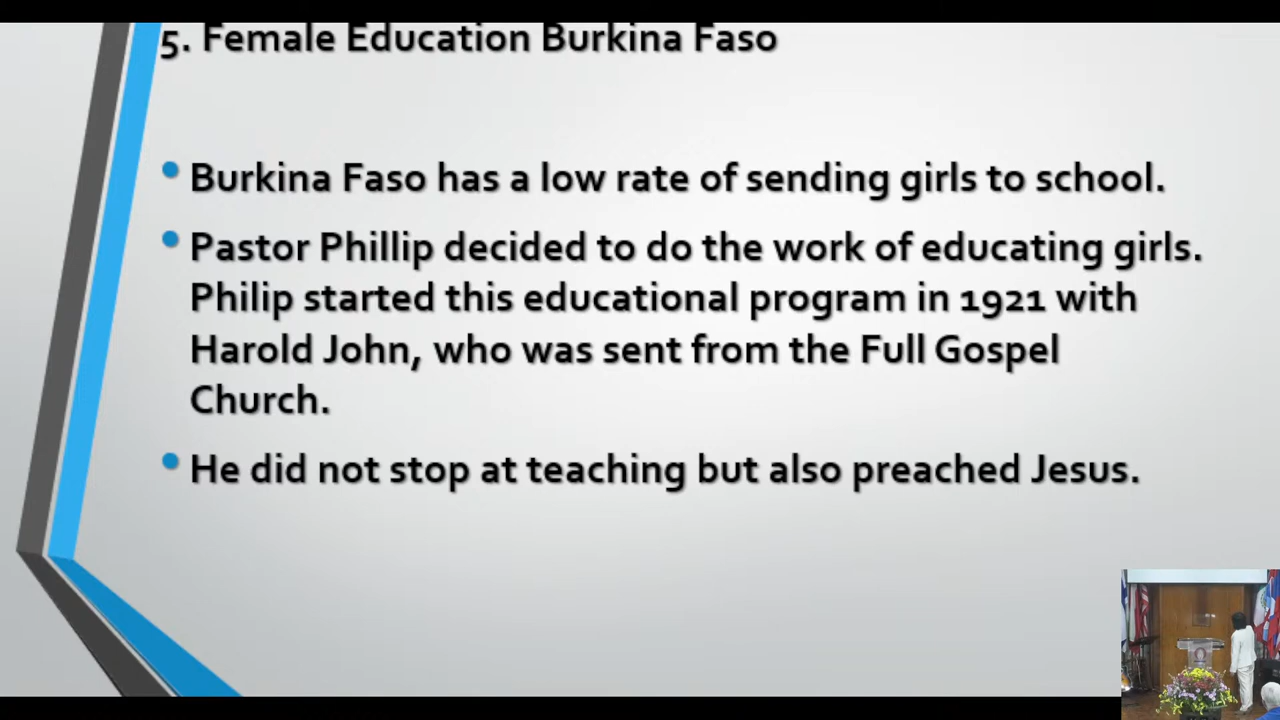 5. Female Education Burkina Faso
• Burkina Faso has a low rate of sending girls to school.
• Pastor Phillip decided to do the work of educating girls.
Philip started this educational program in 1921 with
Harold John, who was sent from the Full Gospel
Church.
• He did not stop at teaching but also preached Jesus.